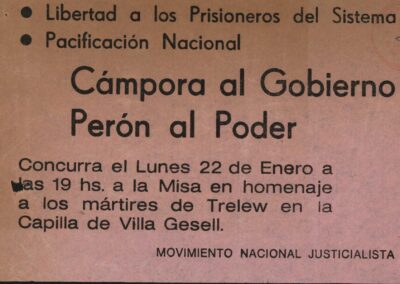 ● Libertad a los Prisioneros del Sistema
● Pacificación Nacional
Cámpora al Gobierno
Perón al Poder
Concurra el Lunes 22 de Enero a
las 19 hs. a la Misa en homenaje
a los mártires de Trelew en la
Capilla de Villa Gesell.
MOVIMIENTO NACIONAL JUSTICIALISTA